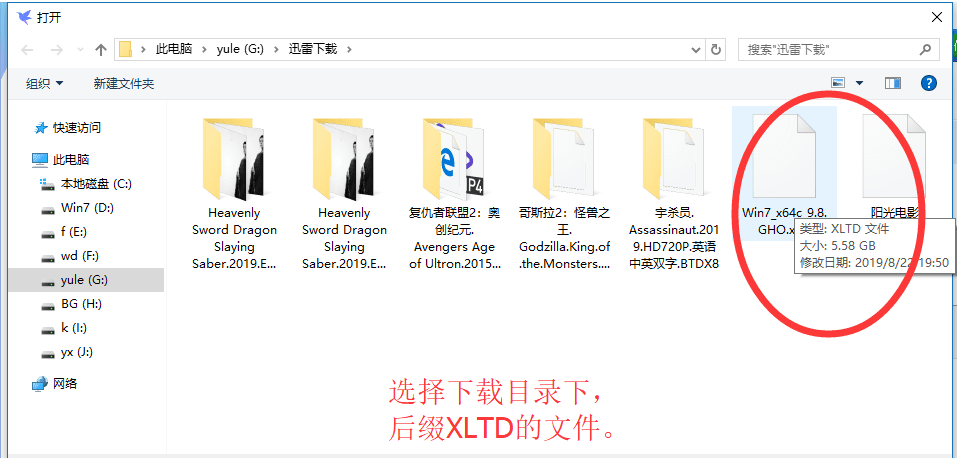 打开
此电脑 > yule (G:) > 迅雷下载 >
搜索"迅雷下载"
组织
新建文件夹
快速访问
此电脑
本地磁盘 (C:)
Win7 (D:)
f (E:)
wd (F:)
yule (G:)
BG (H:)
k (I:)
yx (J:)
网络
Heavenly
Sword Dragon
Slaying
Saber.2019.E...
Heavenly
Sword Dragon
Slaying
Saber.2019.E...
复仇者联盟2：奥
创纪元.
Avengers Age
of Ultron.2015...
哥斯拉2：怪兽之
王.
Godzilla.King.of
.the.Monsters....
宇杀员.
Assassinaut.201
9.HD720P.英语
中英双字.BTDX8
Win7_x64c_9.8.
GHO.x
阳光电影
类型: XLTD 文件
大小: 5.58 GB
修改日期: 2019/8/22 19:50
选择下载目录下，
后缀XLTD的文件。